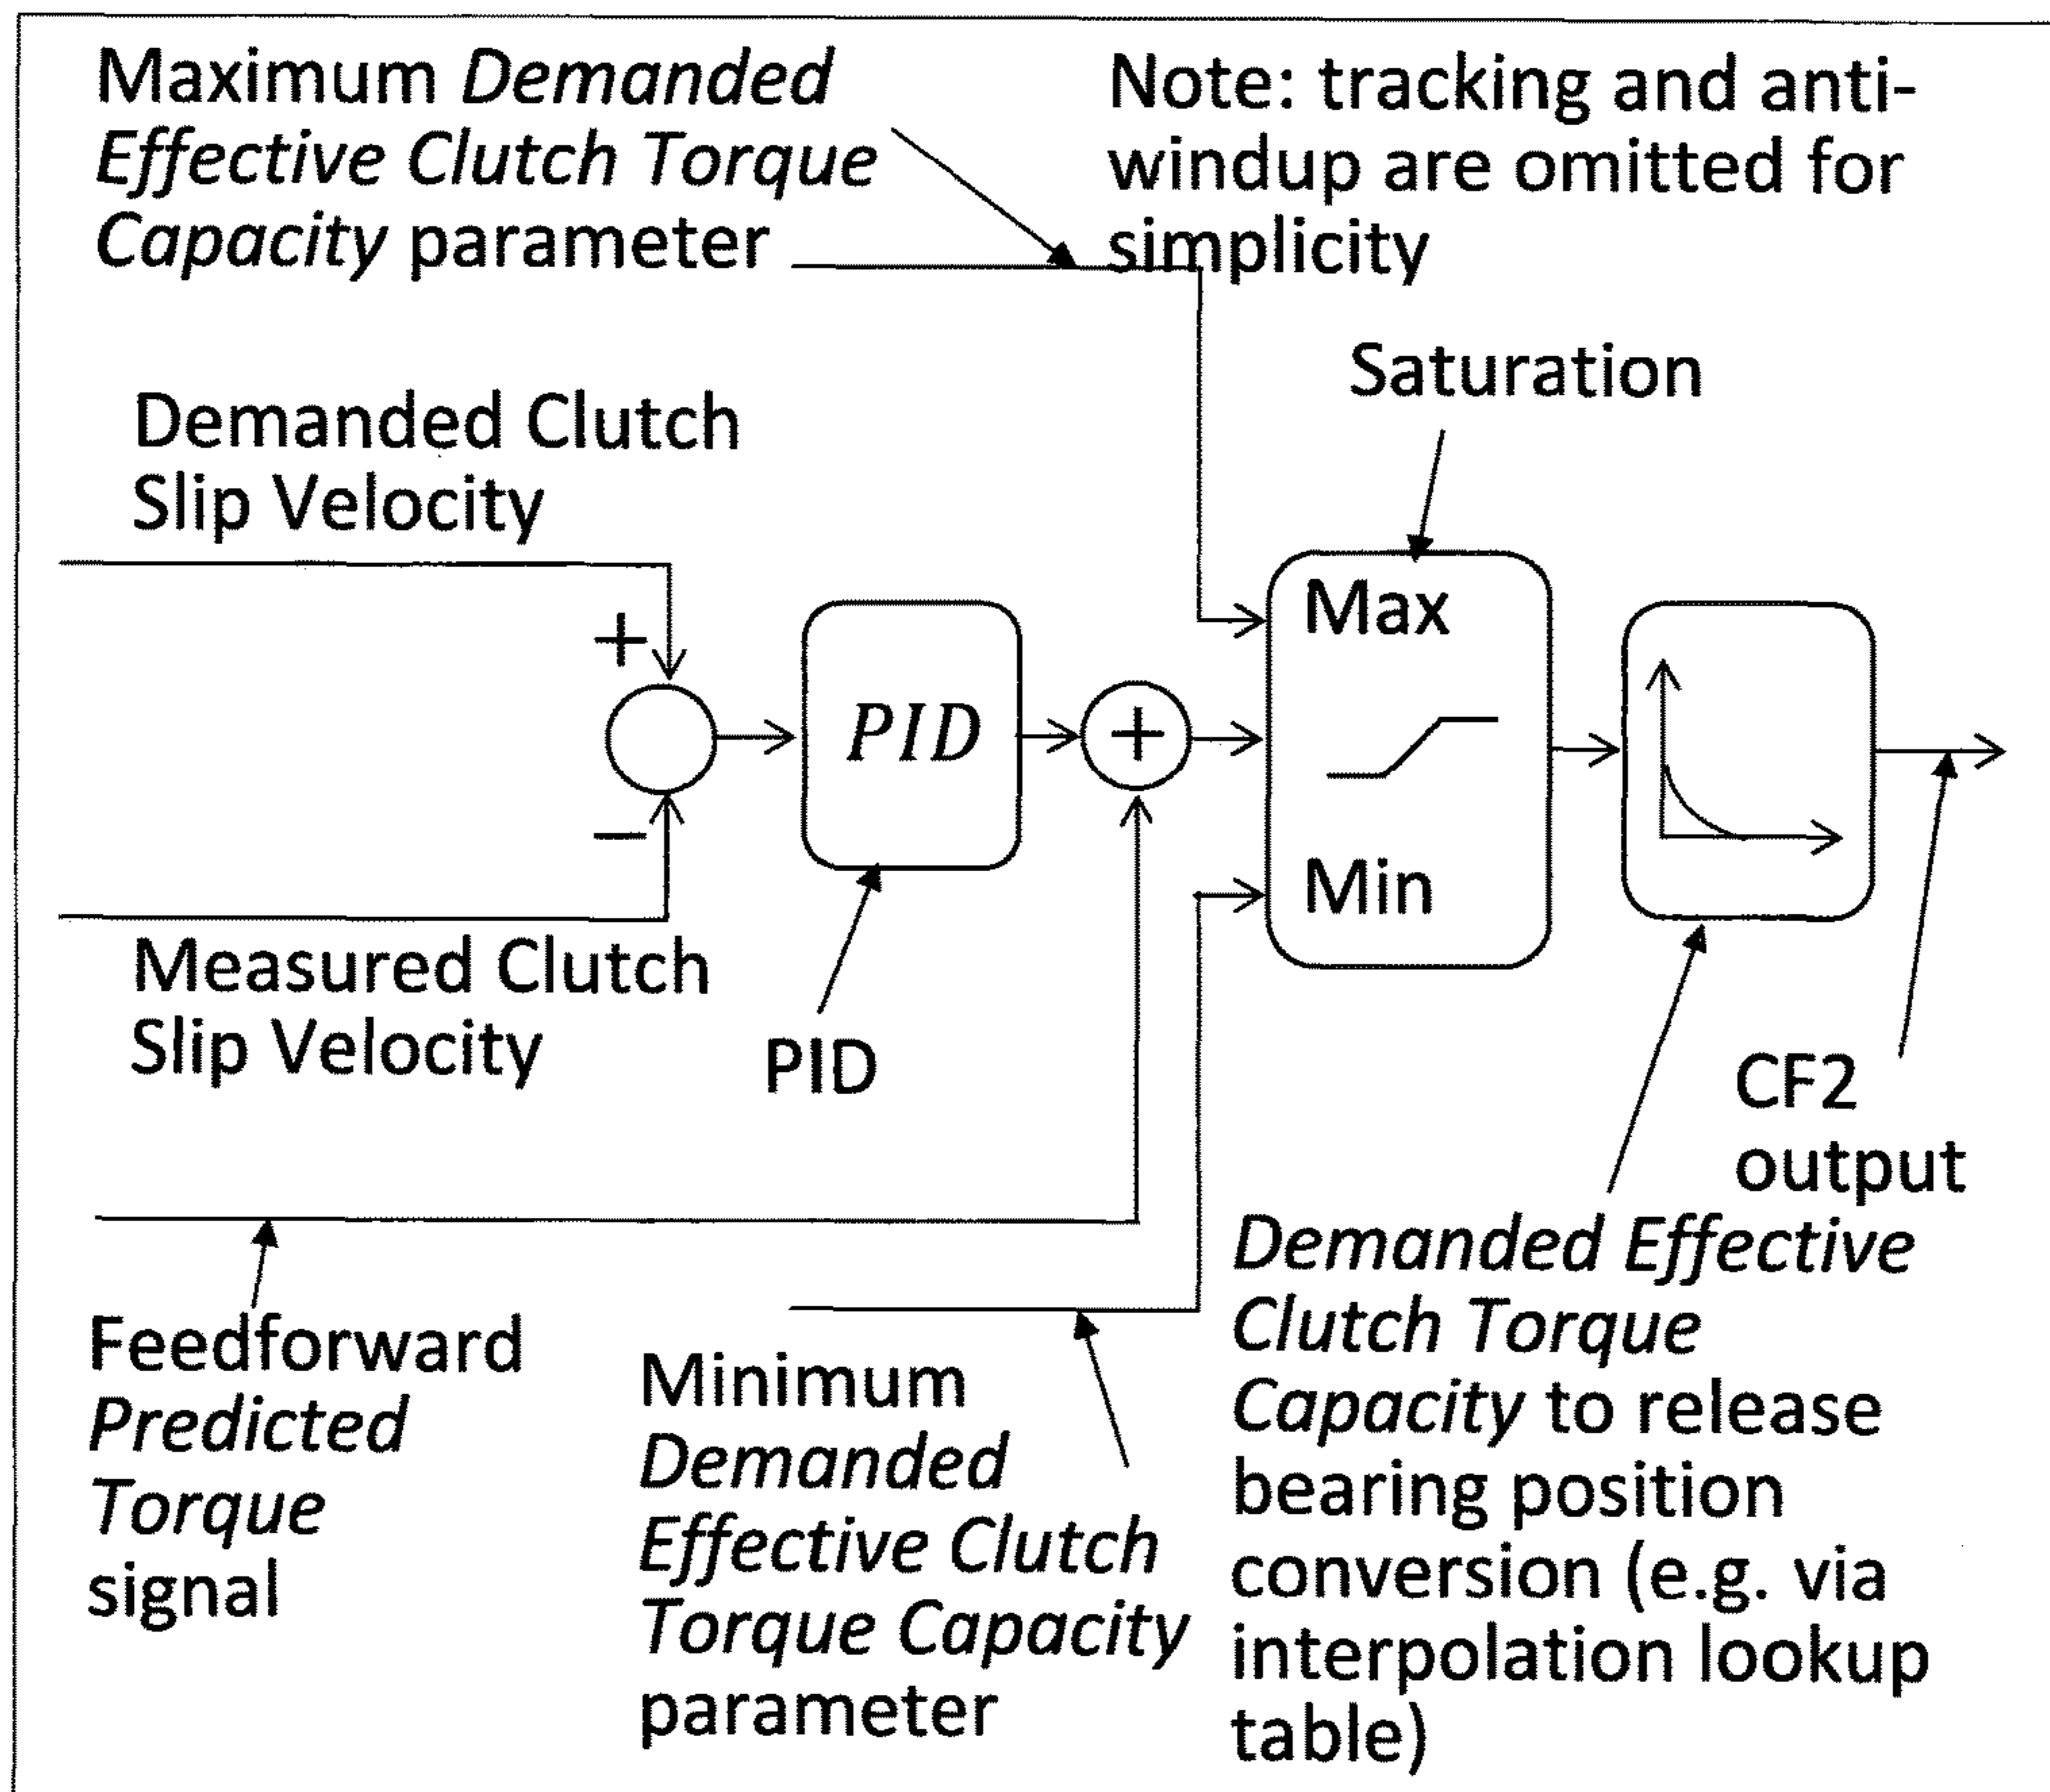 Maximum Demanded
Effective Clutch Torque
Capacity parameter
Note: tracking and anti-
windup are omitted for
simplicity
Saturation
Demanded Clutch
Slip Velocity
+
−
PID
+
Max
Min
Measured Clutch
Slip Velocity
PID
CF2
output
Feedforward
Predicted
Torque
signal
Minimum
Demanded
Effective Clutch
Torque Capacity
parameter
Demanded Effective
Clutch Torque
Capacity to release
bearing position
conversion (e.g. via
interpolation lookup
table)